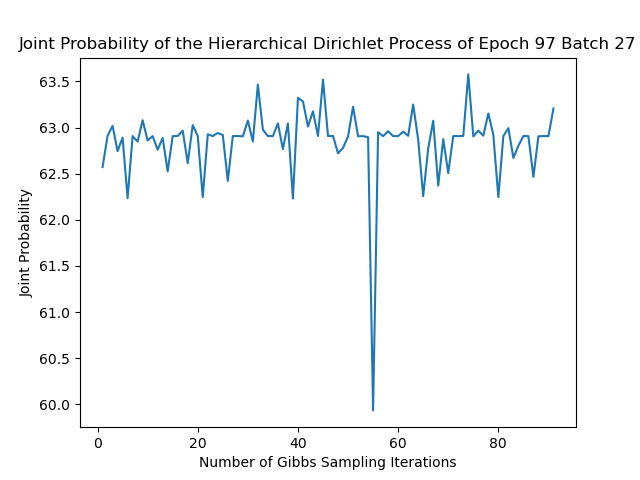 Joint Probability of the Hierarchical Dirichlet Process of Epoch 97 Batch 27
63.5
63.0
62.5
62.0
61.5
61.0
60.5
60.0
Joint Probability
0 20 40 60 80
Number of Gibbs Sampling Iterations